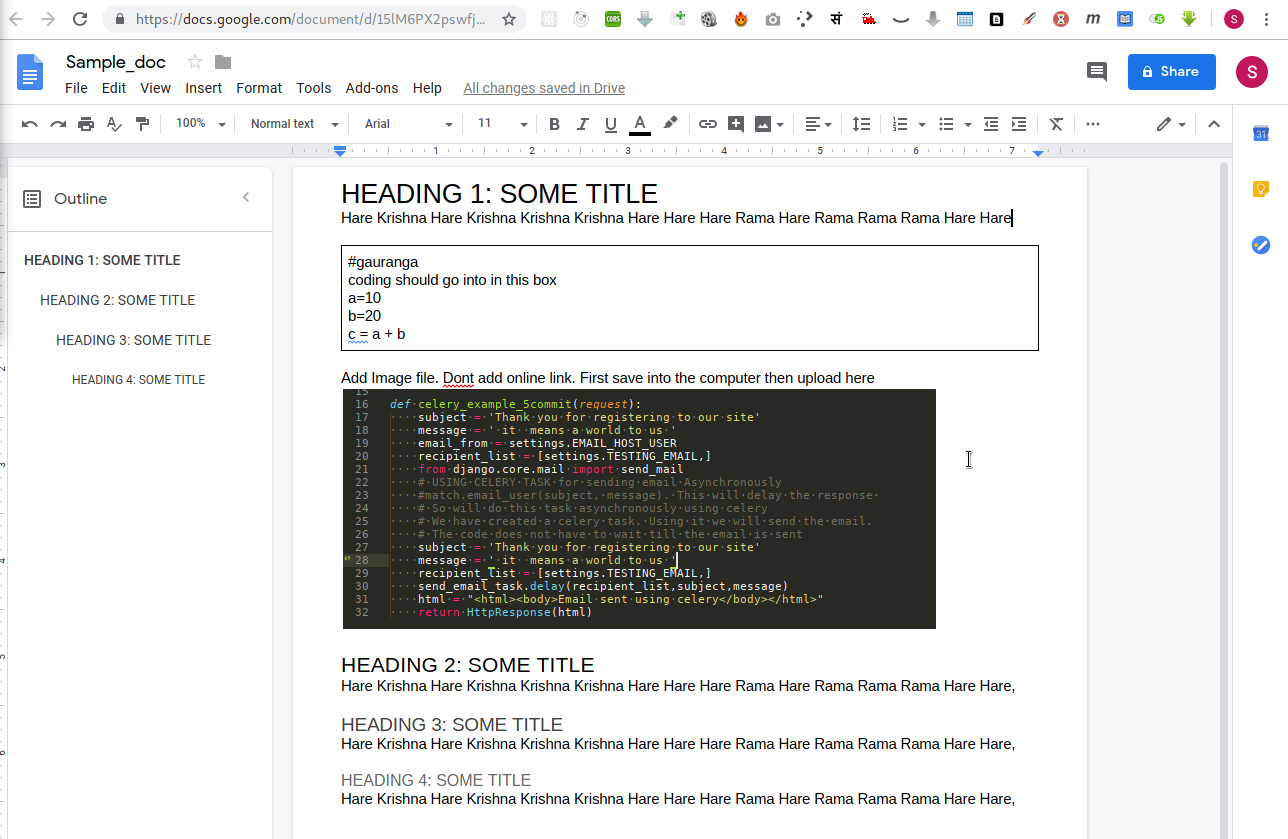 https://docs.google.com/document/d/15lM6PX2pswfj...
CORS
सं
m
JS
S
Sample_doc
File Edit View Insert Format Tools Add-ons Help All changes saved in Drive
Share
S
100% Normal text Arial 11 B I U A
31
1 2 3 4 5 6 7
Outline
HEADING 1: SOME TITLE
HEADING 2: SOME TITLE
HEADING 3: SOME TITLE
HEADING 4: SOME TITLE
HEADING 1: SOME TITLE
Hare Krishna Hare Krishna Krishna Krishna Hare Hare Hare Rama Hare Rama Rama Rama Hare Hare
#gauranga
coding should go into in this box
a=10
b=20
c = a + b
Add Image file. Dont add online link. First save into the computer then upload here
15
16 def celery_example_5commit(request):
17 subject = 'Thank you for registering to our site'
18 message = ' it  means a world to us '
19 email_from = settings.EMAIL_HOST_USER
20 recipient_list = [settings.TESTING_EMAIL,]
21 from django.core.mail import send_mail
22 # USING CELERY TASK for sending email Asynchronously
23 #match.email_user(subject, message). This will delay the response
24 # So will do this task asynchronously using celery
25 # We have created a celery task. Using it we will send the email.
26 # The code does not have to wait till the email is sent
27 subject = 'Thank you for registering to our site'
28 message = ' it  means a world to us '
29 recipient_list = [settings.TESTING_EMAIL,]
30 send_email_task.delay(recipient_list,subject,message)
31 html = "<html><body>Email sent using celery</body></html>"
32 return HttpResponse(html)
HEADING 2: SOME TITLE
Hare Krishna Hare Krishna Krishna Krishna Hare Hare Hare Rama Hare Rama Rama Rama Hare Hare,
HEADING 3: SOME TITLE
Hare Krishna Hare Krishna Krishna Krishna Hare Hare Hare Rama Hare Rama Rama Rama Hare Hare,
HEADING 4: SOME TITLE
Hare Krishna Hare Krishna Krishna Krishna Hare Hare Hare Rama Hare Rama Rama Rama Hare Hare,